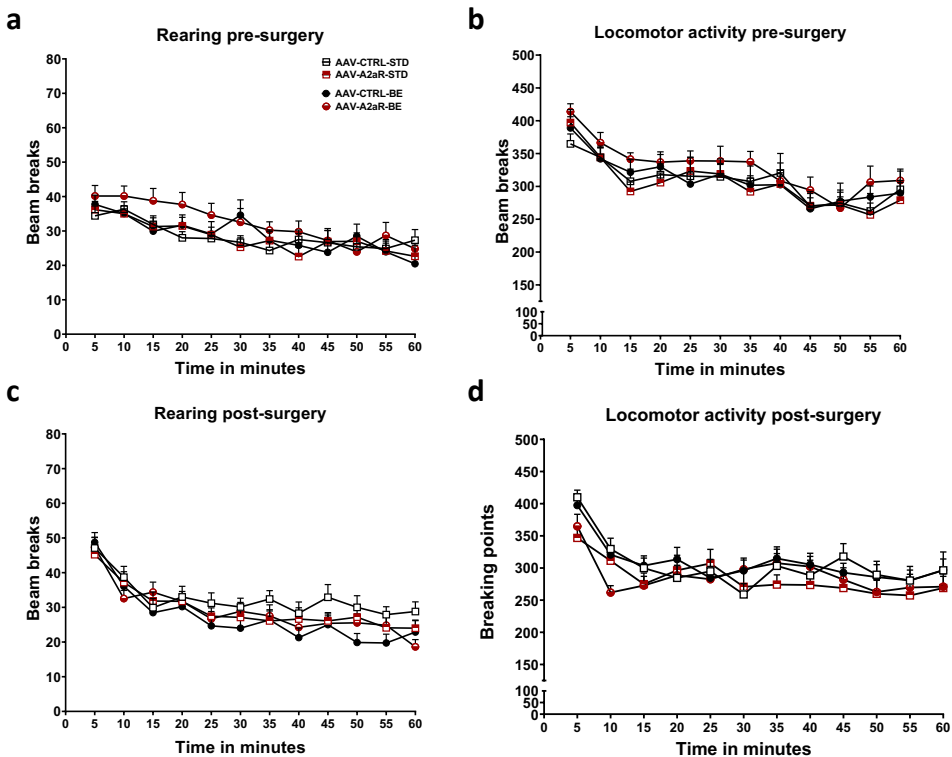 a
Rearing pre-surgery
Beam breaks
80
70
60
50
40
30
20
10
0
0 5 10 15 20 25 30 35 40 45 50 55 60
Time in minutes
AAV-CTRL-STD
AAV-A2aR-STD
AAV-CTRL-BE
AAV-A2aR-BE
b
Locomotor activity pre-surgery
Beam breaks
500
450
400
350
300
250
200
150
100
50
0
0 5 10 15 20 25 30 35 40 45 50 55 60
Time in minutes
c
Rearing post-surgery
Beam breaks
80
70
60
50
40
30
20
10
0
0 5 10 15 20 25 30 35 40 45 50 55 60
Time in minutes
d
Locomotor activity post-surgery
Breaking points
500
450
400
350
300
250
200
150
100
50
0
0 5 10 15 20 25 30 35 40 45 50 55 60
Time in minutes